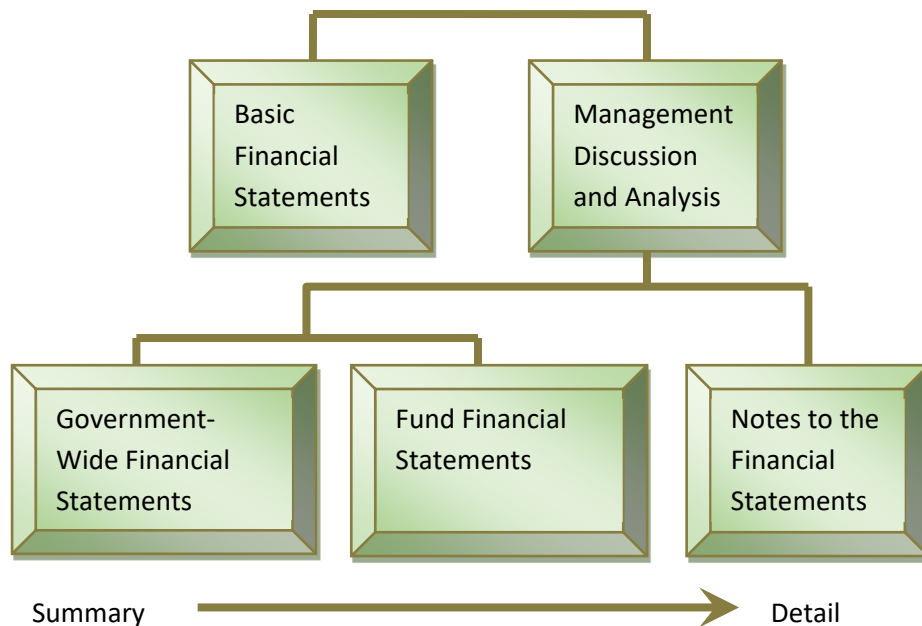 Basic
Financial
Statements
Management
Discussion
and Analysis
Government-
Wide Financial
Statements
Fund Financial
Statements
Notes to the
Financial
Statements
Summary
Detail